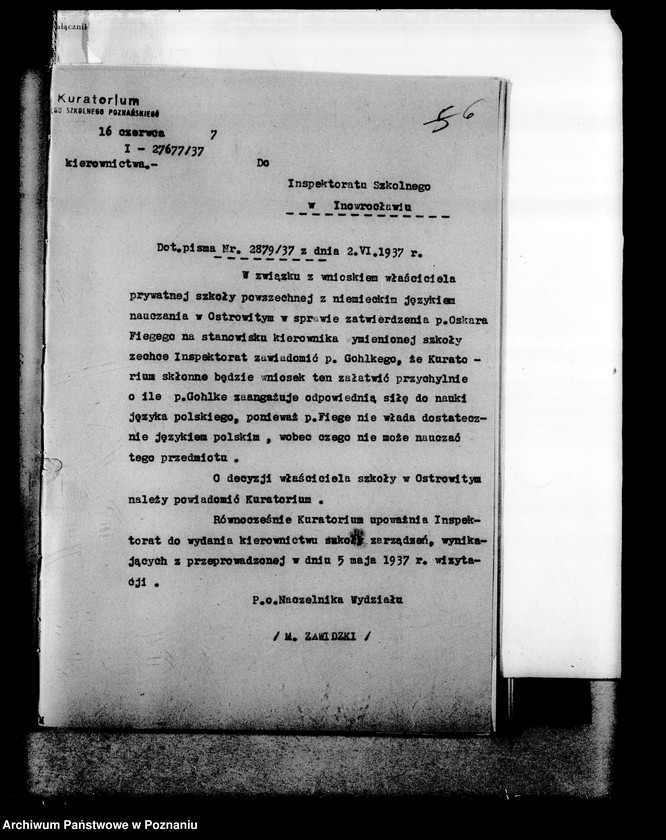 ałącznik
5 6
Kuratorium
GU SZKOLNEGO POZNAŃSKIEGO
16 czerwca 7
I - 27677/37
kierownictwa.-
Do
Inspektoratu Szkolnego
w Inowrocławiu
Dot.pisma Nr. 2879/37 z dnia 2.VI.1937 r.
W związku z wnioskiem właściciela
prywatnej szkoły powszechnej z niemieckim językiem
nauczania w Ostrowitym w sprawie zatwierdzenia p.Oskara
Fiegego na stanowisku kierownika ymienionej szkoły
zechce Inspektorat zawiadomić p. Gohlkego, że Kurato -
rium skłonne będzie wniosek ten załatwić przychylnie
o ile p.Gohlke zaangażuje odpowiednią siłę do nauki
języka polskiego, ponieważ p.Fiege nie włada dostatecz-
nie językiem polskim , wobec czego nie może nauczać
tego przedmiotu .
O decyzji właściciela szkoły w Ostrowitym
należy powiadomić Kuratorium .
Równocześnie Kuratorium upoważnia Inspek-
torat do wydania kierownictwu szkoły zarządzeń, wynika-
jących z przeprowadzonej w dniu 5 maja 1937 r. wizyta-
cji .
P.o.Naczelnika Wydziału
/ M. ZAWIDZKI /
Archiwum Państwowe w Poznaniu